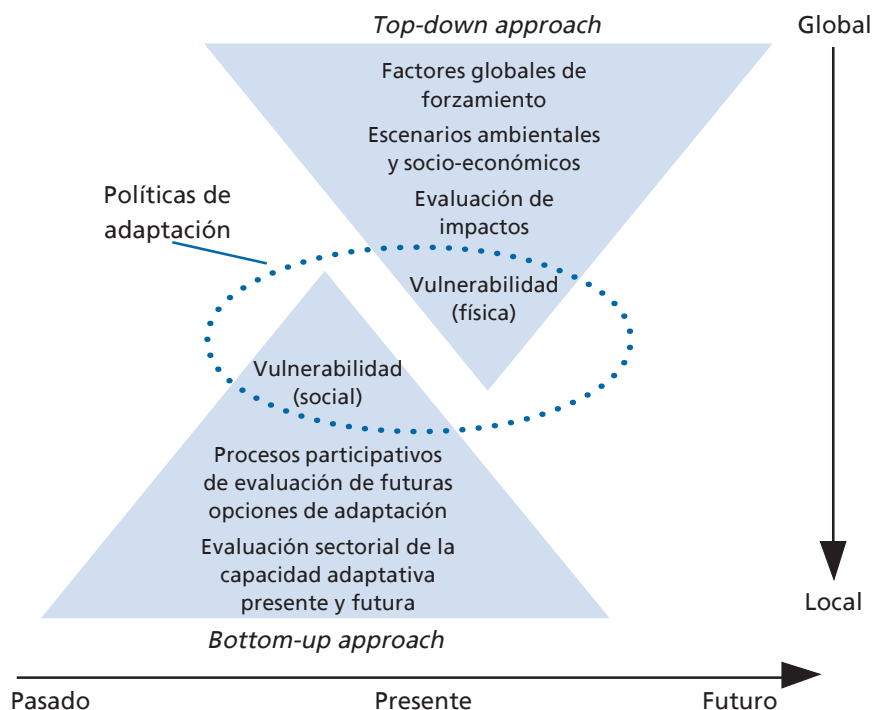 Top-down approach
Global
Factores globales de
forzamiento
Escenarios ambientales
y socio-económicos
Evaluación de
impactos
Políticas de
adaptación
Vulnerabilidad
(física)
Vulnerabilidad
(social)
Procesos participativos
de evaluación de futuras
opciones de adaptación
Evaluación sectorial de la
capacidad adaptativa
presente y futura
Local
Bottom-up approach
Pasado
Presente
Futuro